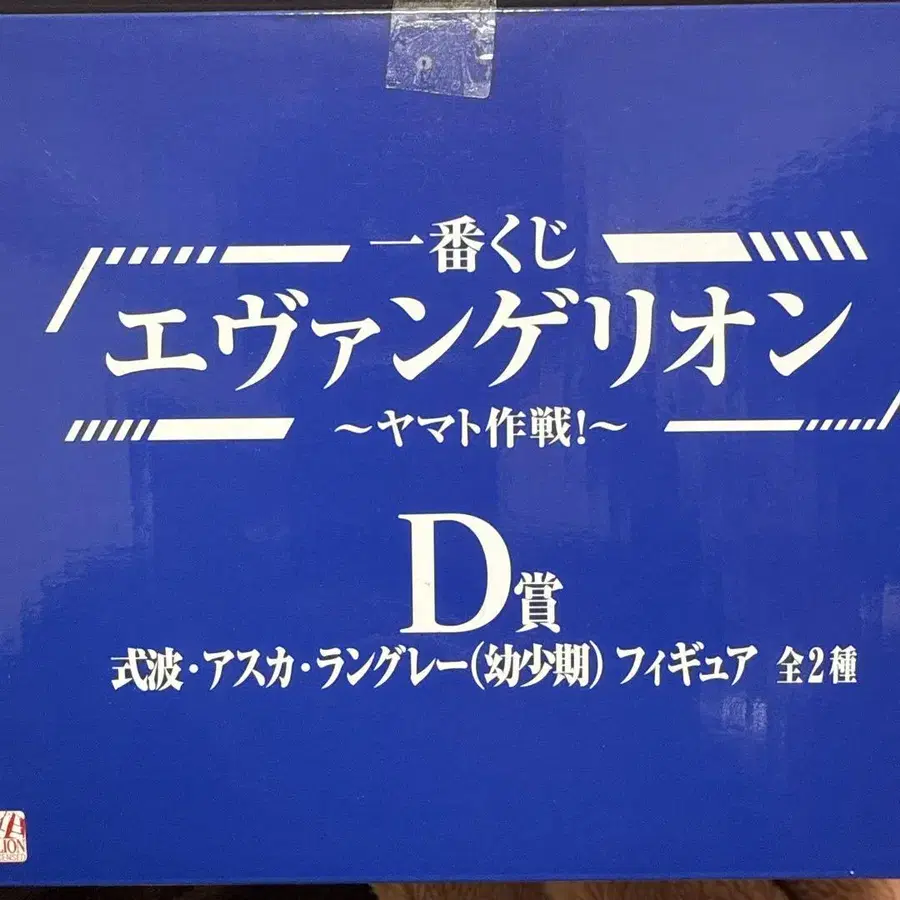 一番くじ
エヴァンゲリオン
～ヤマト作戦！～
D賞
式波・アスカ・ラングレー(幼少期) フィギュア 全2種
LION